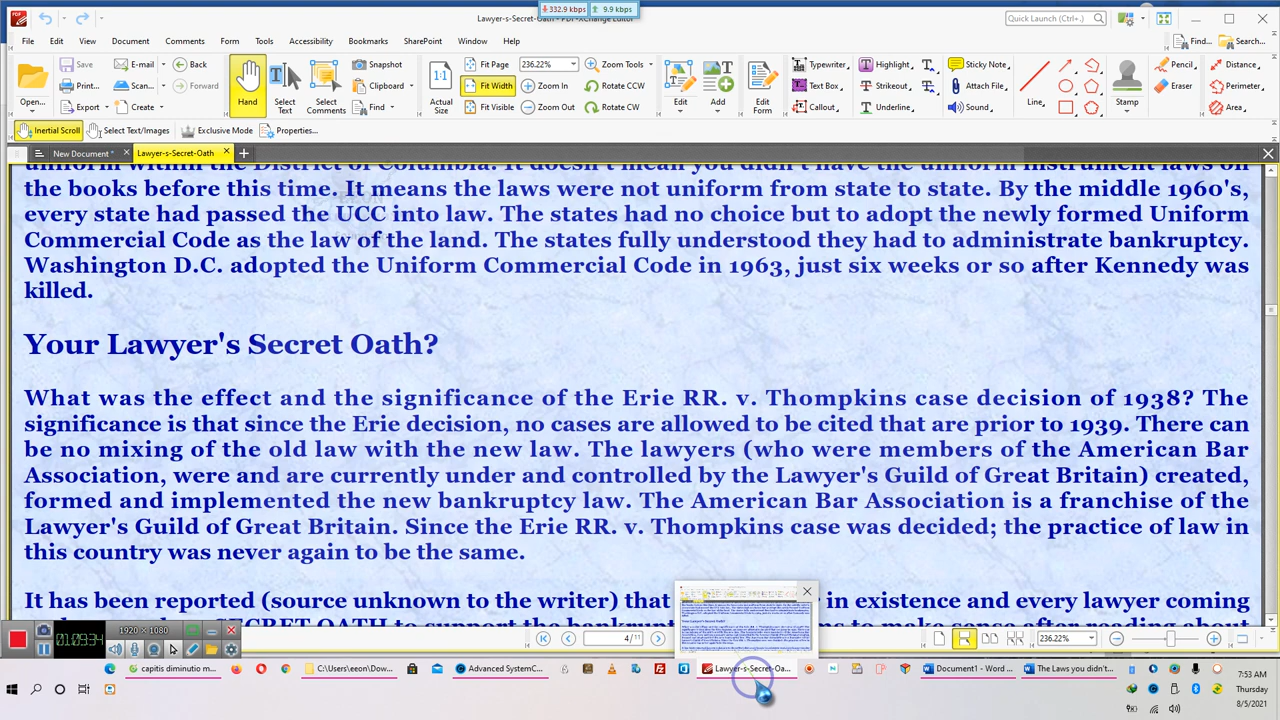 332.9 kbps 9.9 kbps
Lawyer-s-Secret-Oath - PDF-XChange Editor
Quick Launch (Ctrl+.)
File Edit View Document Comments Form Tools Accessibility Bookmarks SharePoint Window Help Find... Search...
Save E-mail Back Snapshot Fit Page 236.22% Zoom Tools Typewriter Highlight Sticky Note Pencil Distance
Print... Scan... Forward Clipboard Fit Width Zoom In Rotate CCW Text Box Strikeout Attach File Eraser Perimeter
Open... Export Create Hand Select Text Select Comments Find Actual Size Fit Visible Zoom Out Rotate CW Edit Add Edit Form Callout Underline Sound Line Stamp Area
Inertial Scroll Select Text/Images Exclusive Mode Properties...
New Document * Lawyer-s-Secret-Oath
uniform within the District of Columbia. It doesn't mean you didn't have the uniform instrument laws on
the books before this time. It means the laws were not uniform from state to state. By the middle 1960's,
every state had passed the UCC into law. The states had no choice but to adopt the newly formed Uniform
Commercial Code as the law of the land. The states fully understood they had to administrate bankruptcy.
Washington D.C. adopted the Uniform Commercial Code in 1963, just six weeks or so after Kennedy was
killed.
Your Lawyer's Secret Oath?
What was the effect and the significance of the Erie RR. v. Thompkins case decision of 1938? The
significance is that since the Erie decision, no cases are allowed to be cited that are prior to 1939. There can
be no mixing of the old law with the new law. The lawyers (who were members of the American Bar
Association, were and are currently under and controlled by the Lawyer's Guild of Great Britain) created,
formed and implemented the new bankruptcy law. The American Bar Association is a franchise of the
Lawyer's Guild of Great Britain. Since the Erie RR. v. Thompkins case was decided; the practice of law in
this country was never again to be the same.
It has been reported (source unknown to the writer) that in existence and every lawyer coming
1920 × 1080
4 / 11 236.22%
capitis diminutio m... C:\Users\eeon\Dow... Advanced SystemC... Lawyer-s-Secret-Oa... Document1 - Word ... The Laws you didn't...
7:53 AM
Thursday
8/5/2021